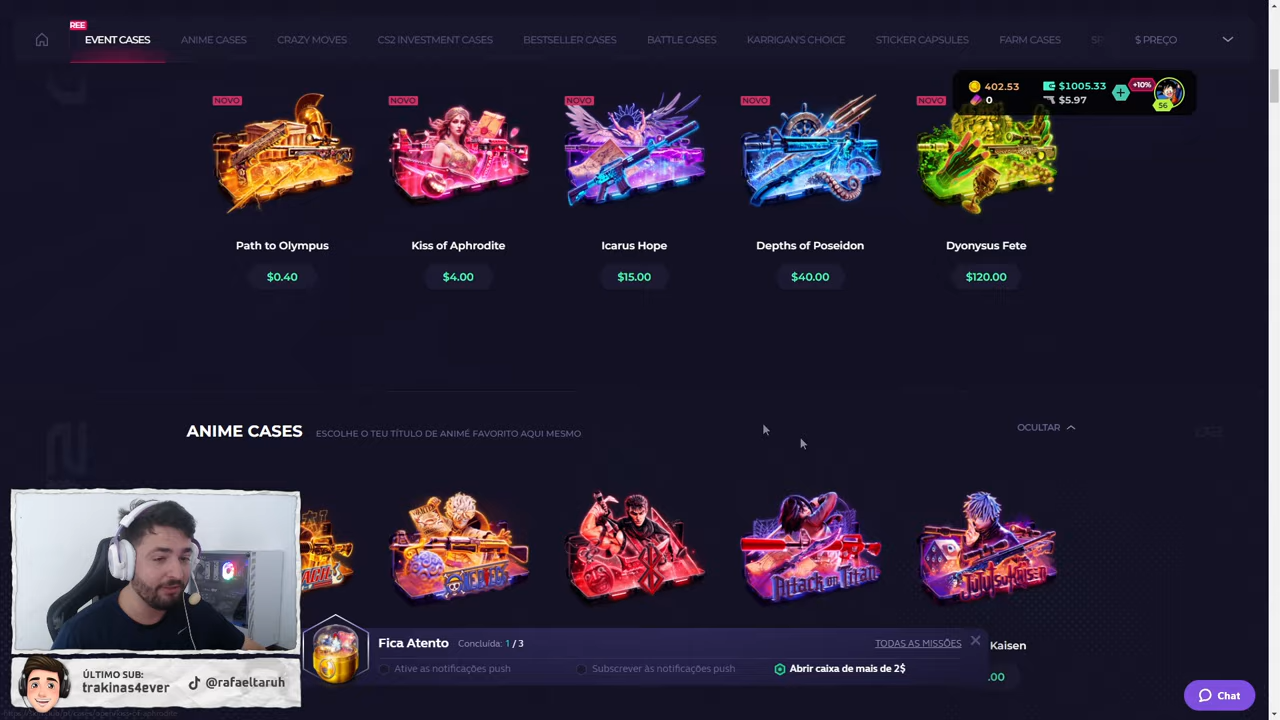 REE
EVENT CASES ANIME CASES CRAZY MOVES CS2 INVESTMENT CASES BESTSELLER CASES BATTLE CASES KARRIGAN'S CHOICE STICKER CAPSULES FARM CASES $ PREÇO
402.53 $1005.33 +10%
0 $5.97 56
NOVO NOVO NOVO NOVO NOVO
Path to Olympus Kiss of Aphrodite Icarus Hope Depths of Poseidon Dyonysus Fete
$0.40 $4.00 $15.00 $40.00 $120.00
ANIME CASES ESCOLHE O TEU TÍTULO DE ANIMÉ FAVORITO AQUI MESMO OCULTAR
Attack on Titan
Jujutsu Kaisen
Fica Atento Concluída: 1 / 3 TODAS AS MISSÕES
Kaisen
Ative as notificações push Subscrever às notificações push Abrir caixa de mais de 2$
.00
ÚLTIMO SUB:
trakinas4ever
@rafaeltaruh
Chat